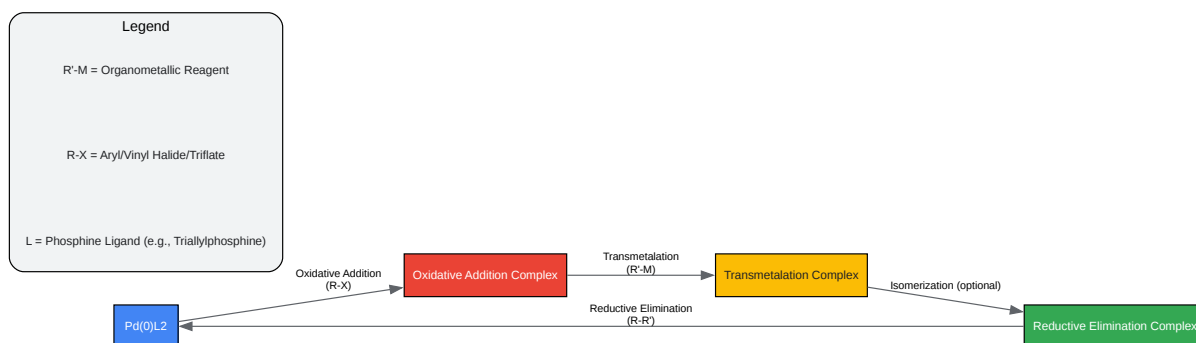 Legend
R'-M = Organometallic Reagent
R-X = Aryl/Vinyl Halide/Triflate
L = Phosphine Ligand (e.g., Triallylphosphine)
Oxidative Addition
(R-X)
Oxidative Addition Complex
Transmetalation
(R'-M)
Transmetalation Complex
Isomerization (optional)
Reductive Elimination
(R-R')
Pd(0)L2
Reductive Elimination Complex